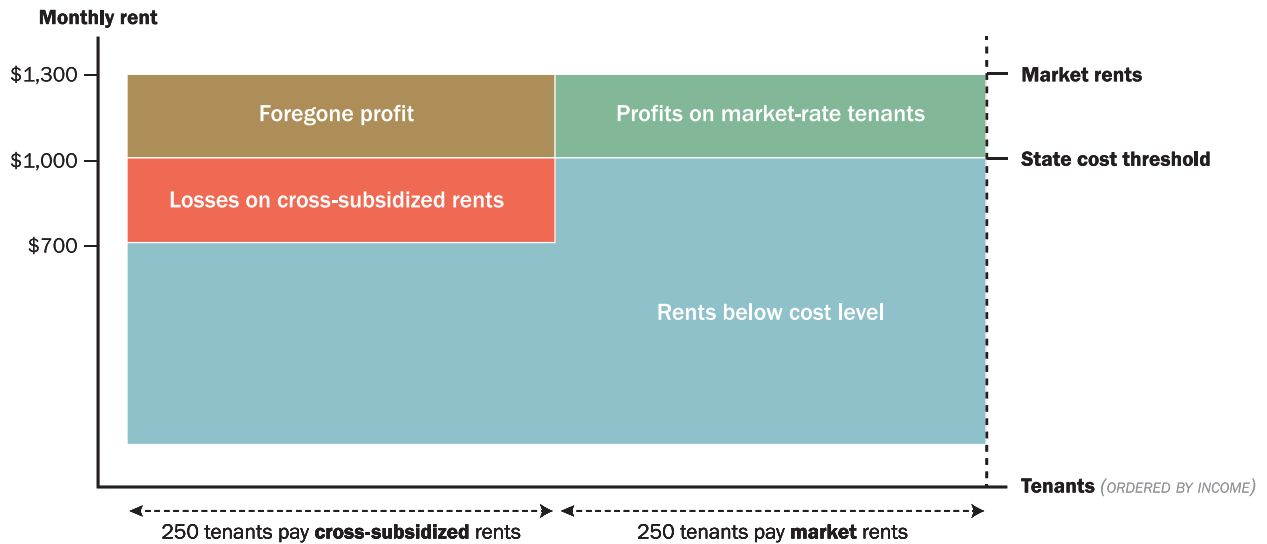 Monthly rent
$1,300
Market rents
Foregone profit
Profits on market-rate tenants
$1,000
State cost threshold
Losses on cross-subsidized rents
$700
Rents below cost level
Tenants (ORDERED BY INCOME)
250 tenants pay cross-subsidized rents
250 tenants pay market rents